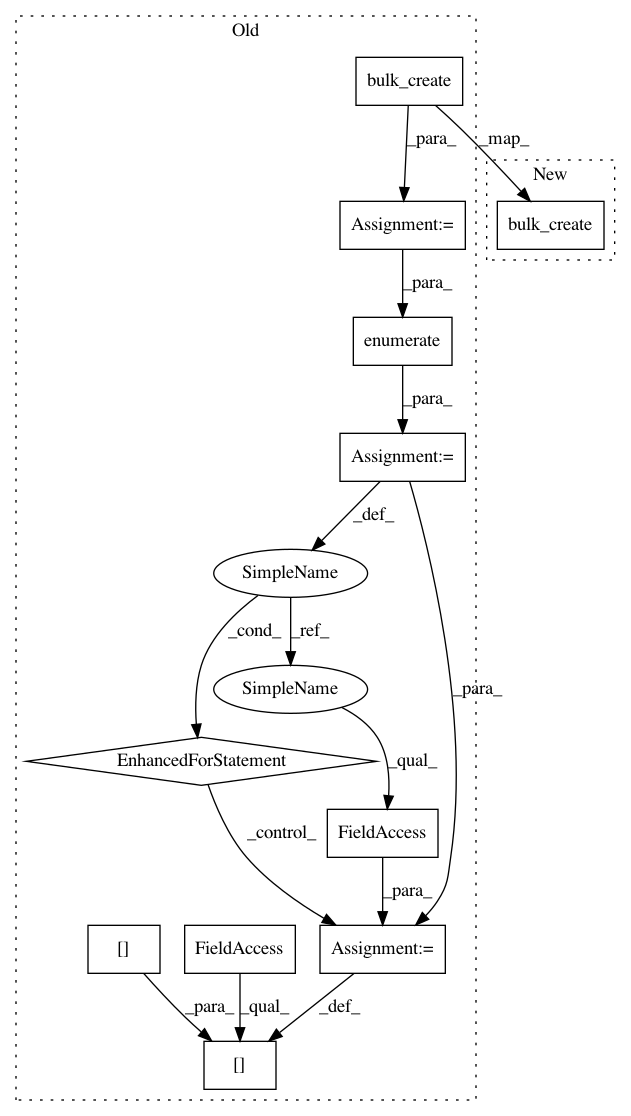 Old
bulk_create
_para_
_map_
New
Assignment:=
bulk_create
_para_
enumerate
_para_
Assignment:=
_def_
SimpleName
_cond_
_ref_
SimpleName
_para_
EnhancedForStatement
_qual_
FieldAccess
_control_
_para_
[]
FieldAccess
Assignment:=
_para_
_qual_
_def_
[]